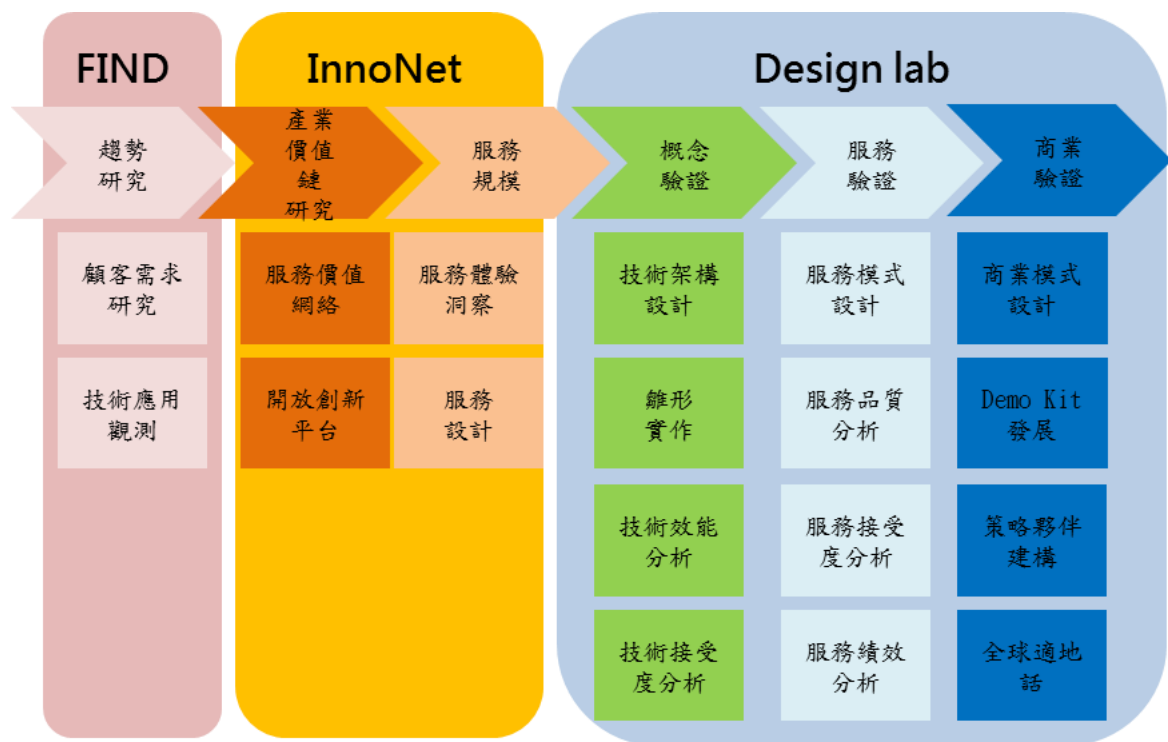 FIND
InnoNet
Design lab
趨勢
研究
產業
價值
鏈
研究
服務
規模
概念
驗證
服務
驗證
商業
驗證
顧客需求
研究
服務價值
網絡
服務體驗
洞察
技術架構
設計
服務模式
設計
商業模式
設計
技術應用
觀測
開放創新
平台
服務
設計
雛形
實作
服務品質
分析
Demo Kit
發展
技術效能
分析
服務接受
度分析
策略夥伴
建構
技術接受
度分析
服務績效
分析
全球適地
話